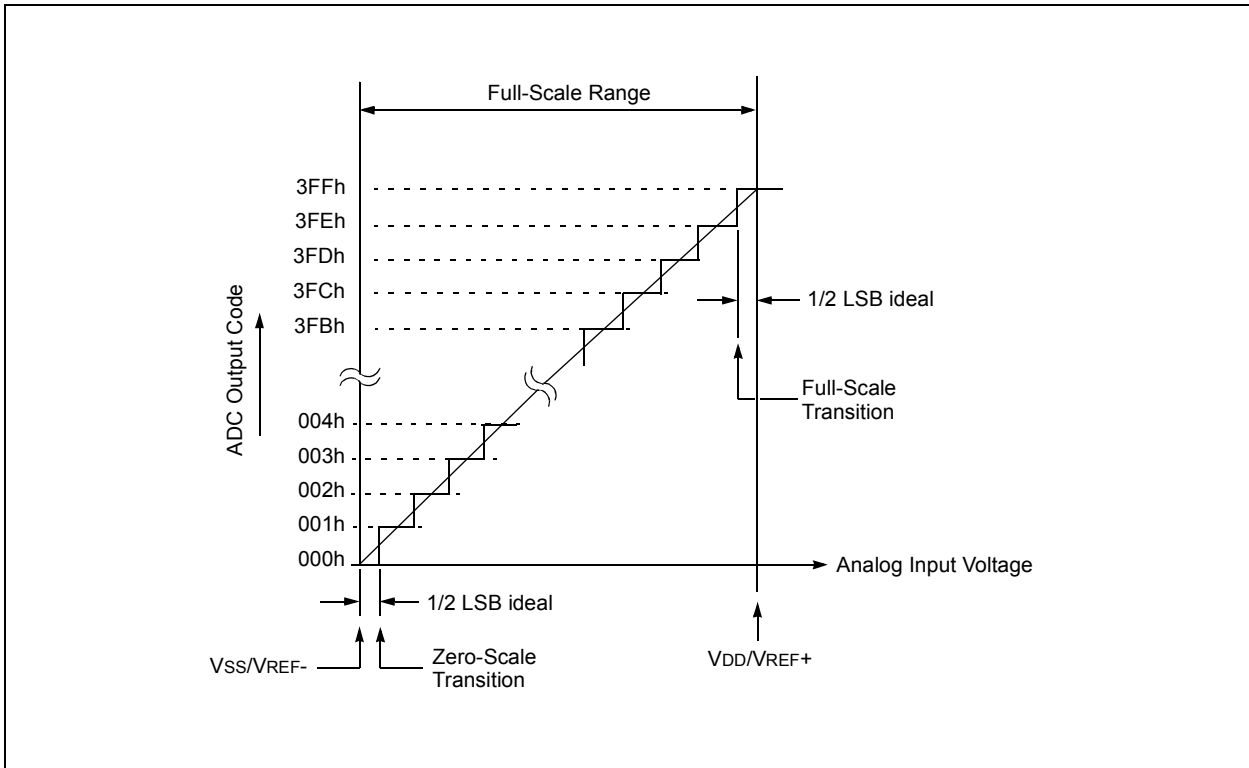 Full-Scale Range
3FFh
3FEh
3FDh
3FCh
3FBh
1/2 LSB ideal
ADC Output Code
Full-Scale
Transition
004h
003h
002h
001h
000h
Analog Input Voltage
1/2 LSB ideal
VSS/VREF-
Zero-Scale
Transition
VDD/VREF+